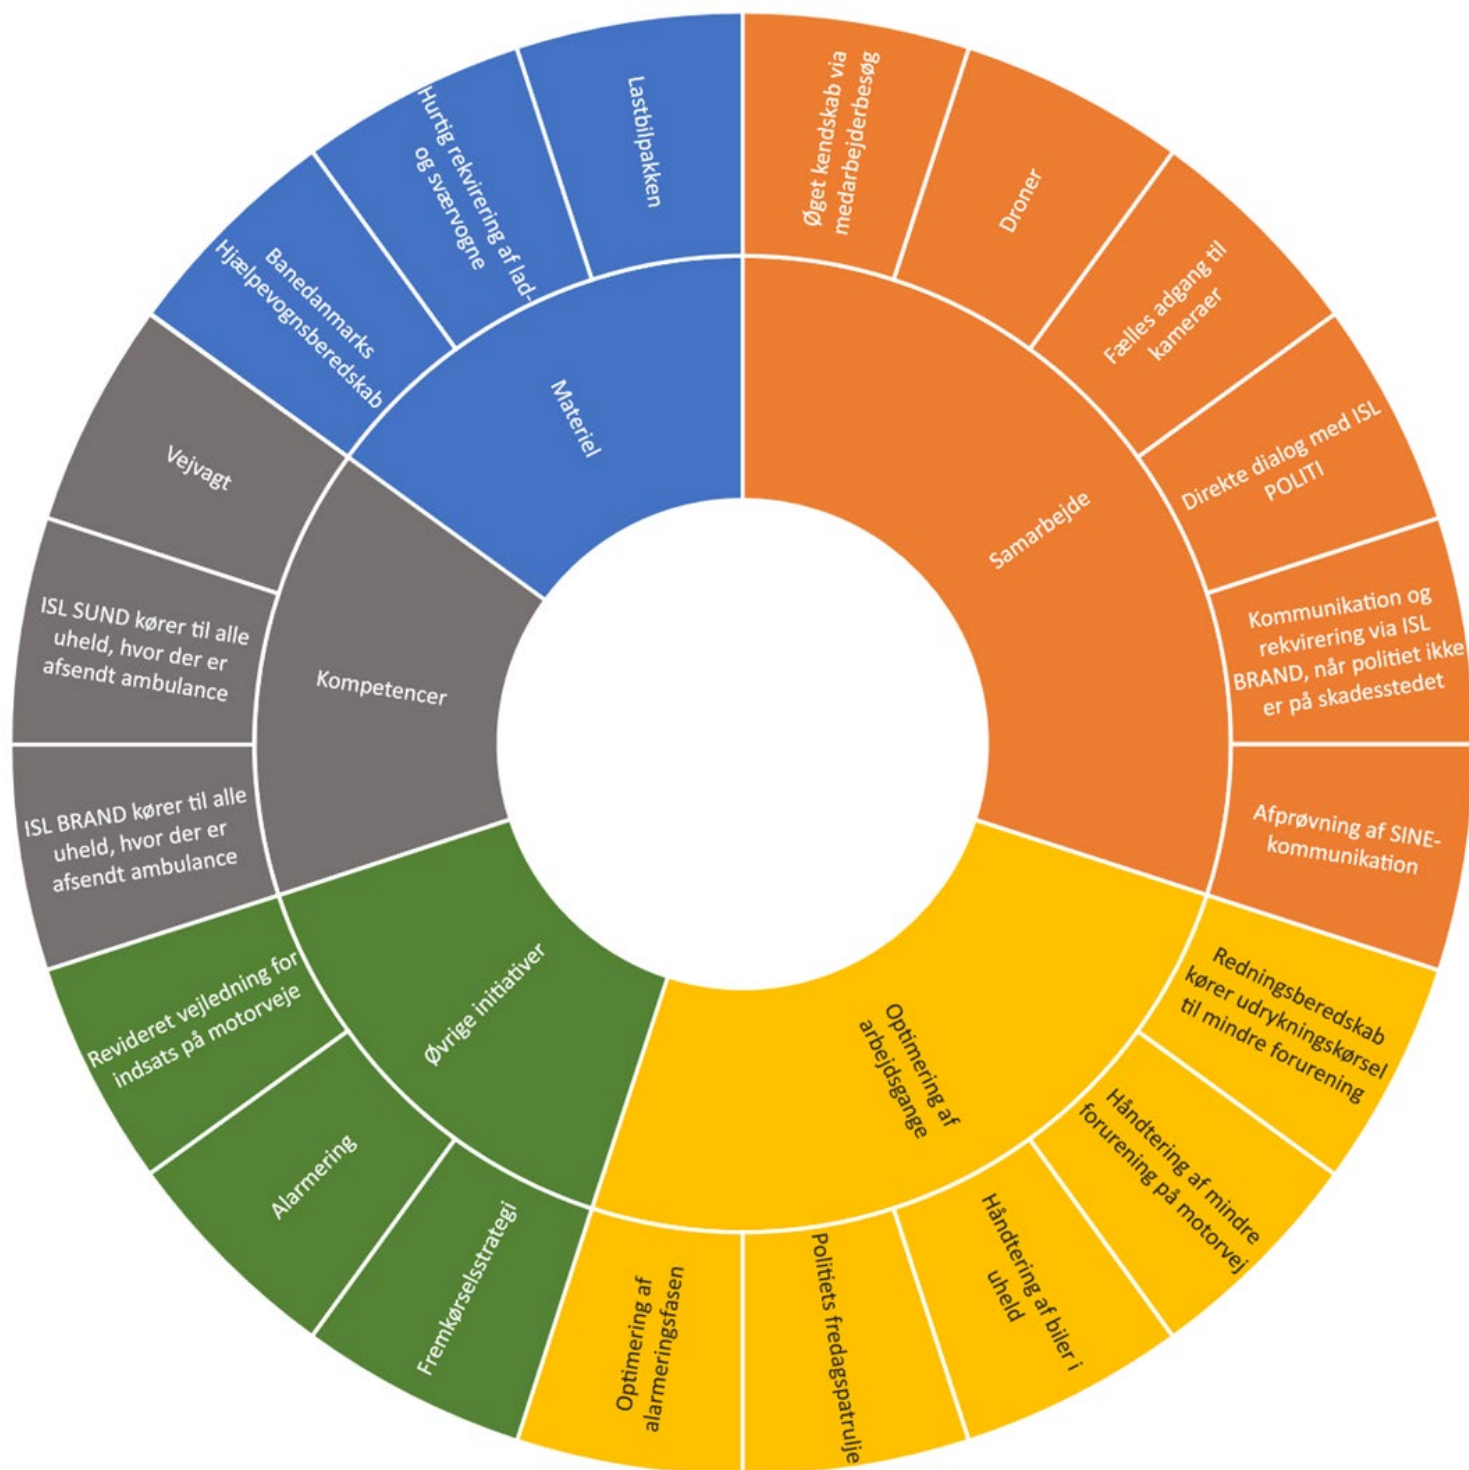 Samarbejde
Øget kendskab via
medarbejderbesøg
Droner
Fælles adgang til
kameraer
Direkte dialog med ISL
POLITI
Kommunikation og
rekvirering via ISL
BRAND, når politiet ikke
er på skadesstedet
Afprøvning af SINE-
kommunikation
Optimering af
arbejdsgange
Redningsberedskab
kører udrykningskørsel
til mindre forurening
Håndtering af mindre
forurening på motorvej
Håndtering af biler i
uheld
Politiets fredagspatrulje
Optimering af
alarmeringsfasen
Øvrige initiativer
Fremkørselsstrategi
Alarmering
Revideret vejledning for
indsats på motorveje
Kompetencer
ISL BRAND kører til alle
uheld, hvor der er
afsendt ambulance
ISL SUND kører til alle
uheld, hvor der er
afsendt ambulance
Vejvagt
Materiel
Banedanmarks
Hjælpevognsberedskab
Hurtig rekvirering af lad-
og sværvogne
Lastbilpakken